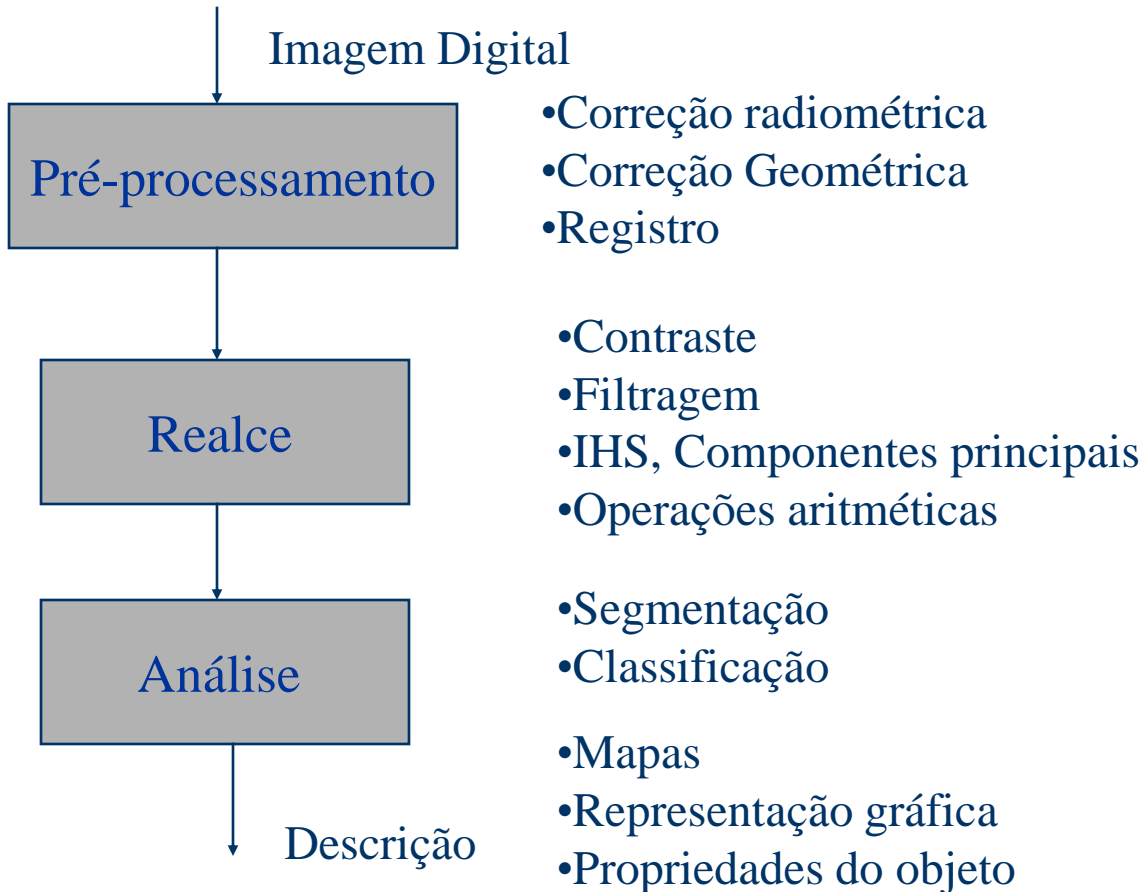 Imagem Digital
Pré-processamento
•Correção radiométrica
•Correção Geométrica
•Registro
Realce
•Contraste
•Filtragem
•IHS, Componentes principais
•Operações aritméticas
Análise
•Segmentação
•Classificação
Descrição
•Mapas
•Representação gráfica
•Propriedades do objeto